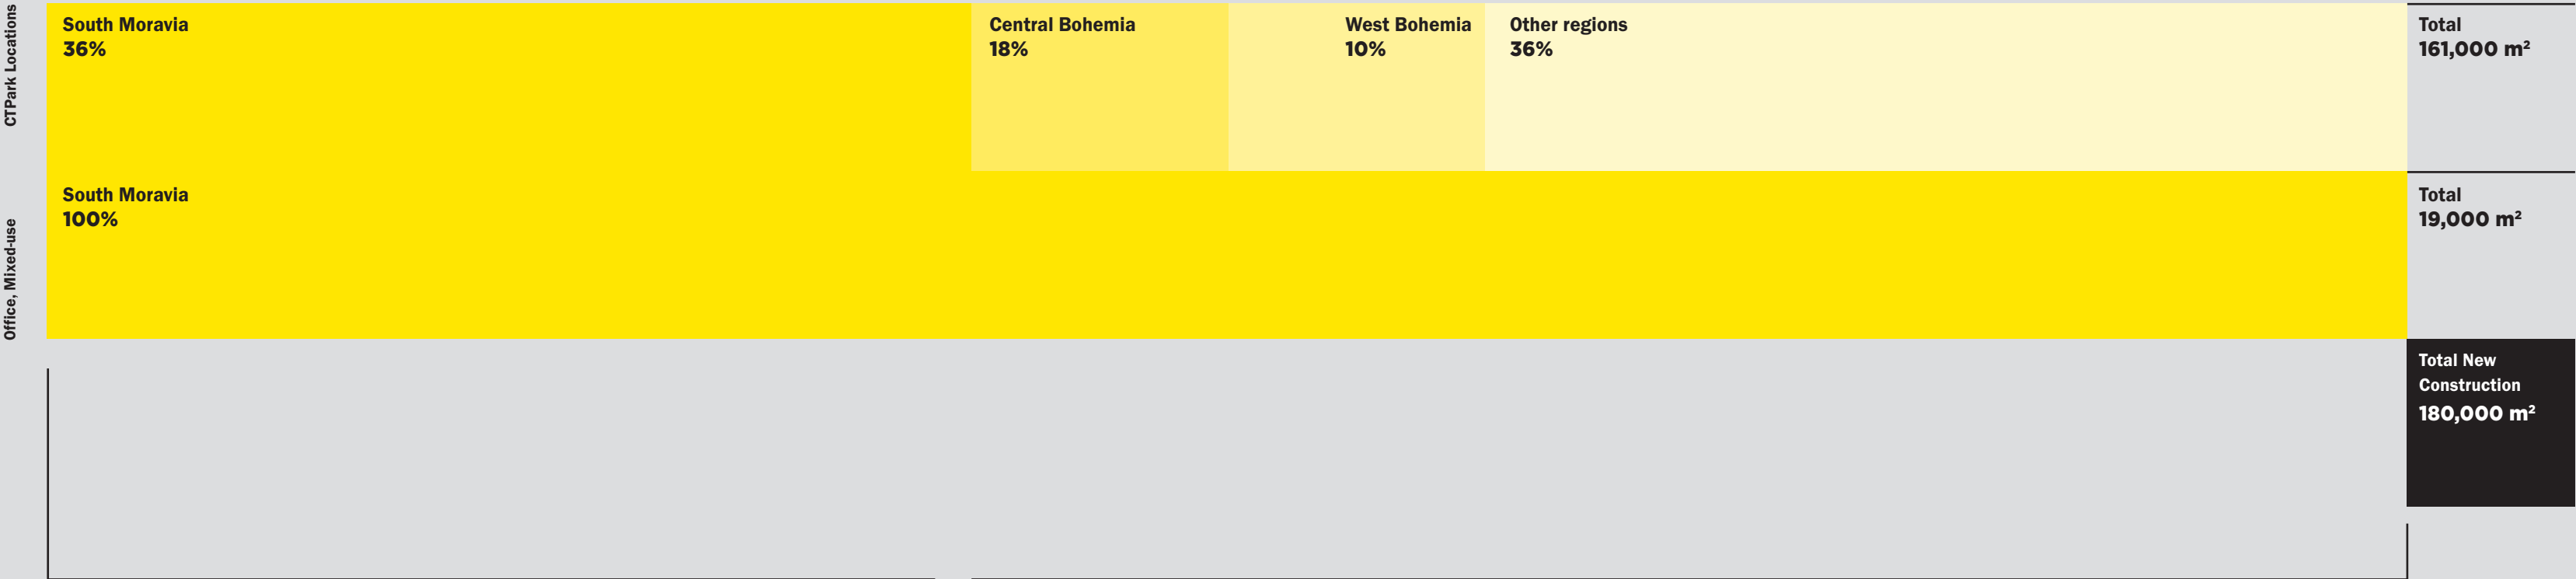 CTPark Locations
South Moravia
36%
Central Bohemia
18%
West Bohemia
10%
Other regions
36%
Total
161,000 m²
Office, Mixed-use
South Moravia
100%
Total
19,000 m²
Total New
Construction
180,000 m²